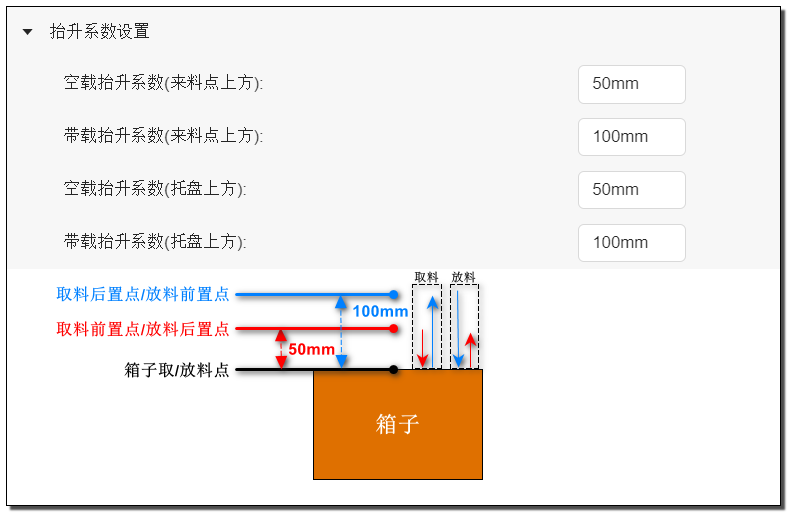 抬升系数设置
空载抬升系数(来料点上方): 50mm
带载抬升系数(来料点上方): 100mm
空载抬升系数(托盘上方): 50mm
带载抬升系数(托盘上方): 100mm
取料 放料
取料后置点/放料前置点
100mm
取料前置点/放料后置点
50mm
箱子取/放料点
箱子